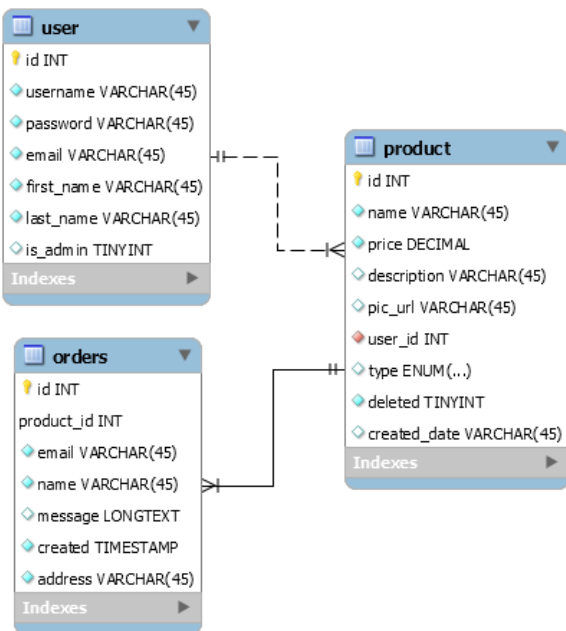 user
id INT
username VARCHAR(45)
password VARCHAR(45)
email VARCHAR(45)
first_name VARCHAR(45)
last_name VARCHAR(45)
is_admin TINYINT
Indexes
product
id INT
name VARCHAR(45)
price DECIMAL
description VARCHAR(45)
pic_url VARCHAR(45)
user_id INT
type ENUM(...)
deleted TINYINT
created_date VARCHAR(45)
Indexes
orders
id INT
product_id INT
email VARCHAR(45)
name VARCHAR(45)
message LONGTEXT
created TIMESTAMP
address VARCHAR(45)
Indexes